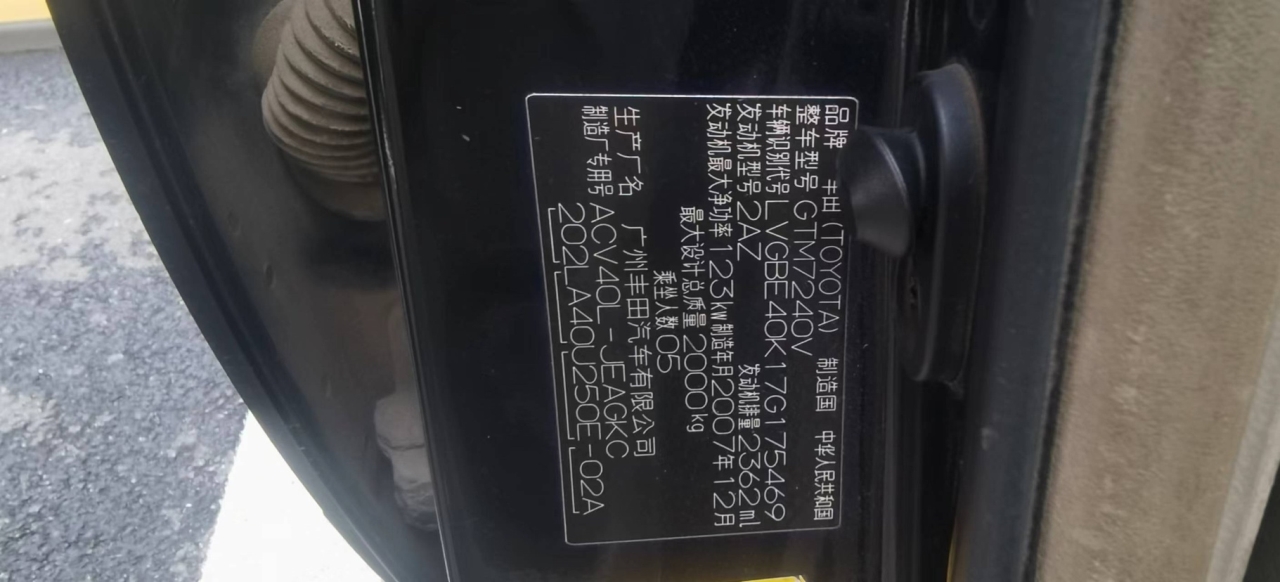 品牌 丰田 (TOYOTA) 制造国 中华人民共和国
整车型号 GTM7240V
车辆识别代号 LVGBE40K17G175469
发动机型号 2AZ 发动机排量 2362ml
发动机最大净功率 123kw 制造年月 2007年12月
最大设计总质量 2000kg
乘坐人数 05
生产厂名 广州丰田汽车有限公司
制造厂专用号 ACV40L-JEAGKC
202LA40U250E-02A